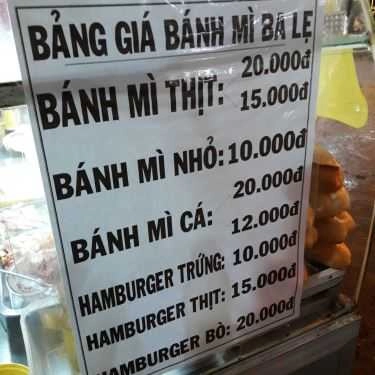 BẢNG GIÁ BÁNH MÌ BA LẸ
20.000đ
BÁNH MÌ THỊT: 15.000đ
BÁNH MÌ NHỎ: 10.000đ
20.000đ
BÁNH MÌ CÁ: 12.000đ
HAMBURGER TRỨNG: 10.000đ
HAMBURGER THỊT: 15.000đ
HAMBURGER BÒ: 20.000đ